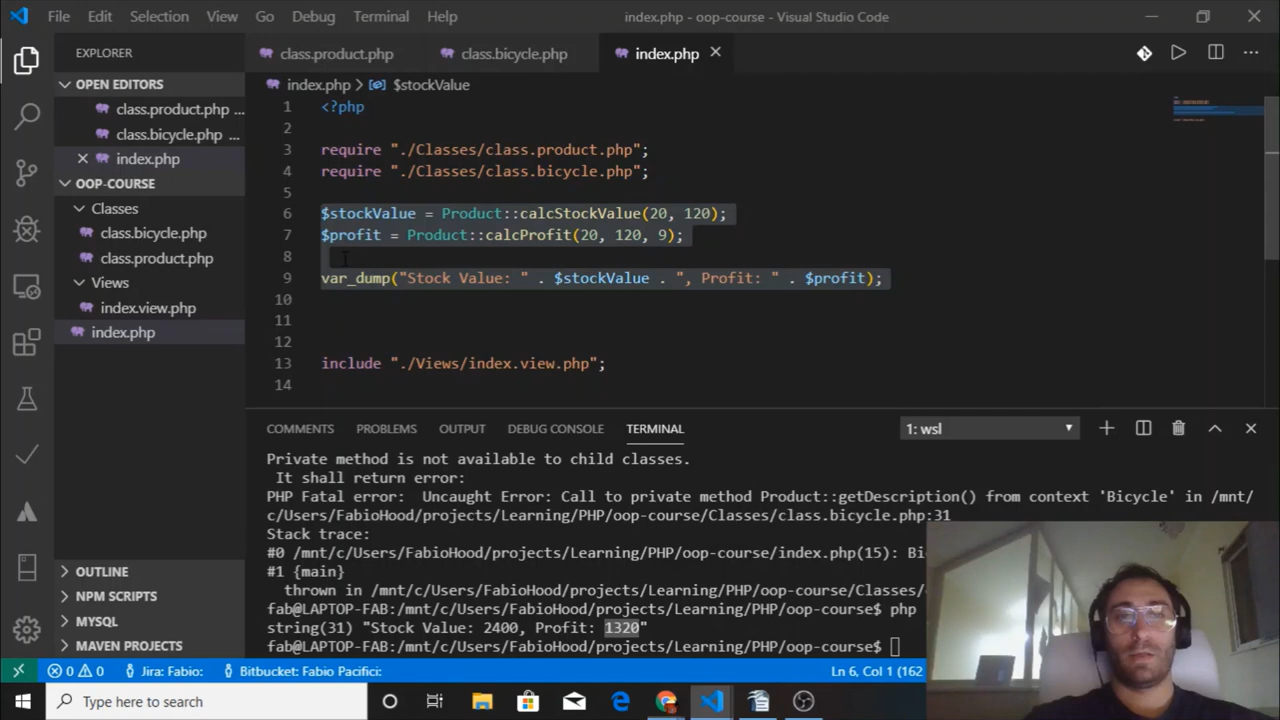 File Edit Selection View Go Debug Terminal Help
index.php - oop-course - Visual Studio Code
EXPLORER
class.product.php
class.bicycle.php
index.php
OPEN EDITORS
class.product.php ...
class.bicycle.php ...
index.php
OOP-COURSE
Classes
class.bicycle.php
class.product.php
Views
index.view.php
index.php
OUTLINE
NPM SCRIPTS
MYSQL
MAVEN PROJECTS
index.php > $stockValue
1 <?php
2
3 require "./Classes/class.product.php";
4 require "./Classes/class.bicycle.php";
5
6 $stockValue = Product::calcStockValue(20, 120);
7 $profit = Product::calcProfit(20, 120, 9);
8
9 var_dump("Stock Value: " . $stockValue . ", Profit: " . $profit);
10
11
12
13 include "./Views/index.view.php";
14
COMMENTS PROBLEMS OUTPUT DEBUG CONSOLE TERMINAL
1: wsl
Private method is not available to child classes.
It shall return error:
PHP Fatal error: Uncaught Error: Call to private method Product::getDescription() from context 'Bicycle' in /mnt/
c/Users/FabioHood/projects/Learning/PHP/oop-course/Classes/class.bicycle.php:31
Stack trace:
#0 /mnt/c/Users/FabioHood/projects/Learning/PHP/oop-course/index.php(15): Bi
#1 {main}
thrown in /mnt/c/Users/FabioHood/projects/Learning/PHP/oop-course/Classes/
fab@LAPTOP-FAB:/mnt/c/Users/FabioHood/projects/Learning/PHP/oop-course$ php
string(31) "Stock Value: 2400, Profit: 1320"
fab@LAPTOP-FAB:/mnt/c/Users/FabioHood/projects/Learning/PHP/oop-course$
0 0 Jira: Fabio: Bitbucket: Fabio Pacifici: Ln 6, Col 1 (162
Type here to search